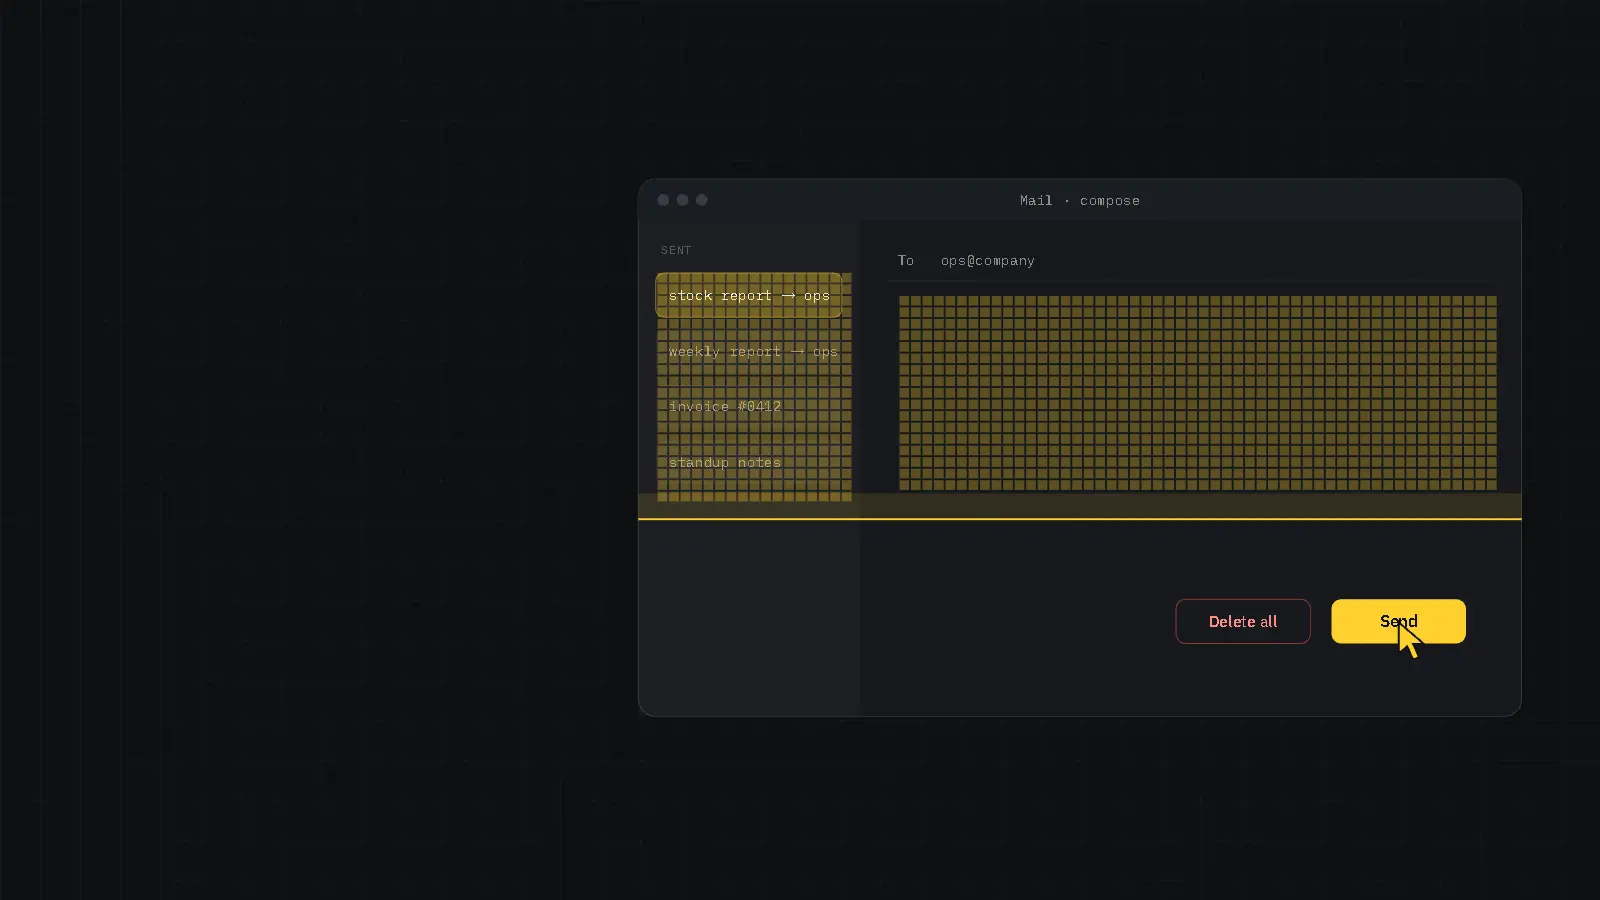 Mail · compose
SENT
stock report → ops
weekly report → ops
invoice #0412
standup notes
To ops@company
Delete all
Send